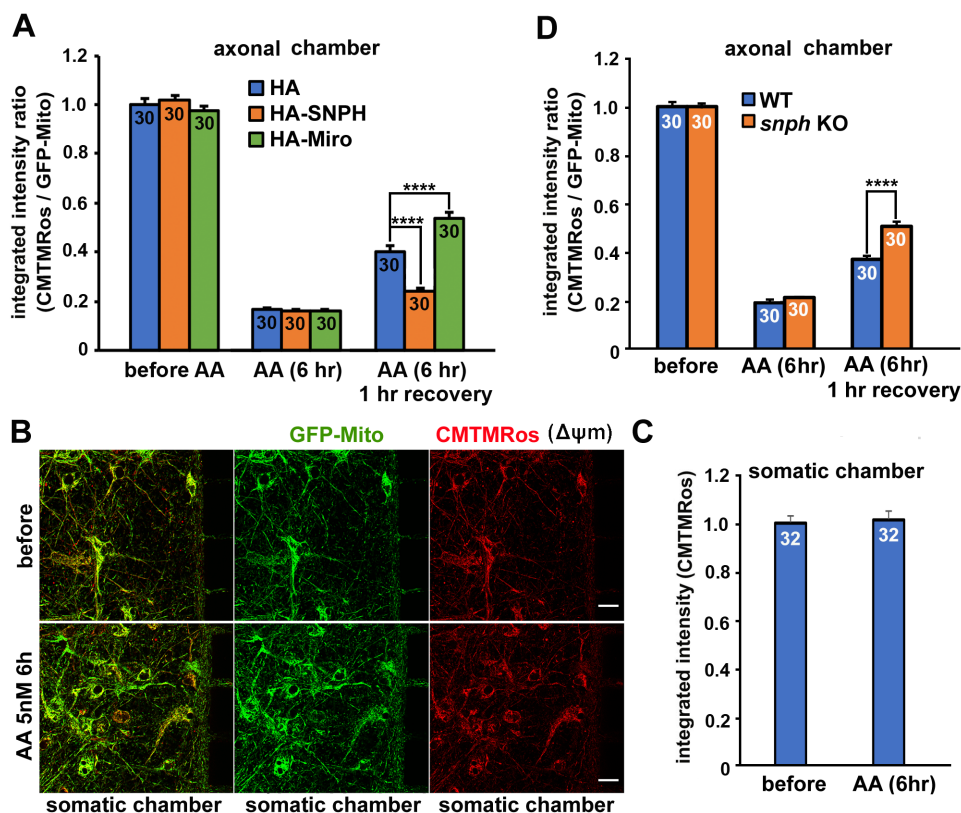 A
axonal chamber
integrated intensity ratio
(CMTMRos / GFP-Mito)
1.2
1.0
0.8
0.6
0.4
0.2
0
HA
HA-SNPH
HA-Miro
30
30
30
30
30
30
30
30
30
****
****
before AA
AA (6 hr)
AA (6 hr)
1 hr recovery
D
axonal chamber
integrated intensity ratio
(CMTMRos / GFP-Mito)
1.2
1.0
0.8
0.6
0.4
0.2
0
WT
snph KO
30
30
30
30
30
30
****
before
AA (6hr)
AA (6hr)
1 hr recovery
B
GFP-Mito
CMTMRos (Δψm)
before
AA 5nM 6h
somatic chamber
somatic chamber
somatic chamber
C
somatic chamber
integrated intensity (CMTMRos)
1.2
1.0
0.8
0.6
0.4
0.2
0
32
32
before
AA (6hr)